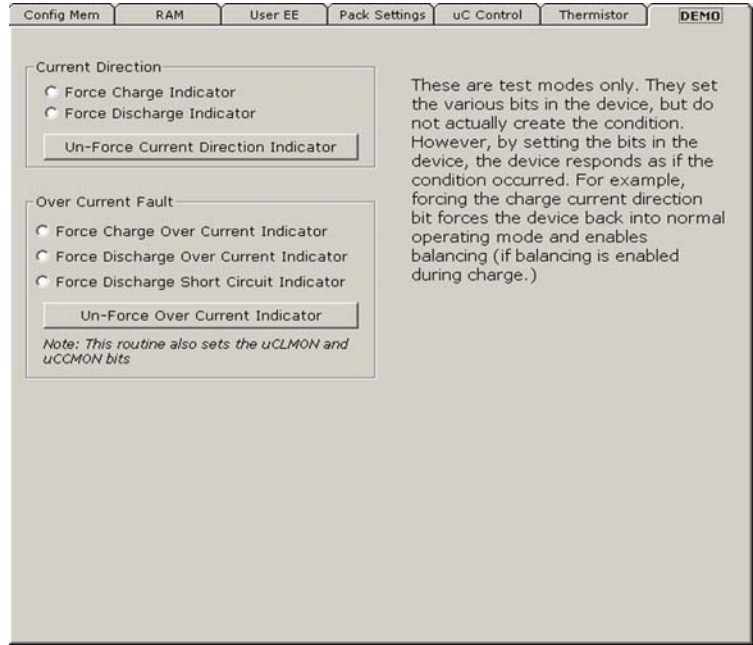 Config Mem RAM User EE Pack Settings uC Control Thermistor DEMO
Current Direction
Force Charge Indicator
Force Discharge Indicator
Un-Force Current Direction Indicator
Over Current Fault
Force Charge Over Current Indicator
Force Discharge Over Current Indicator
Force Discharge Short Circuit Indicator
Un-Force Over Current Indicator
Note: This routine also sets the uCLMON and
uCCMON bits
These are test modes only. They set
the various bits in the device, but do
not actually create the condition.
However, by setting the bits in the
device, the device responds as if the
condition occurred. For example,
forcing the charge current direction
bit forces the device back into normal
operating mode and enables
balancing (if balancing is enabled
during charge.)